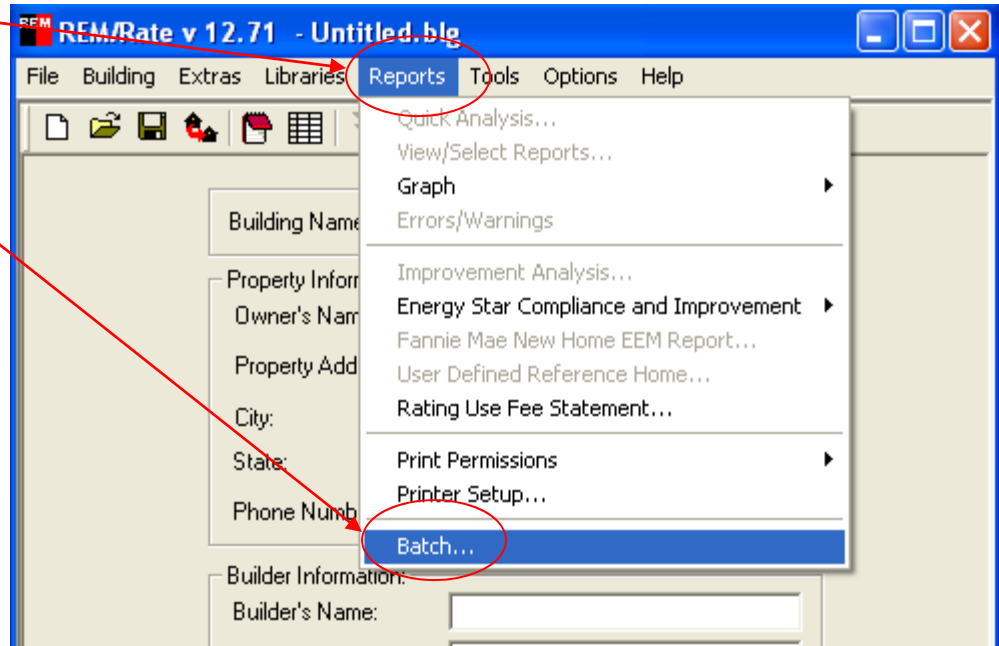 REM
REM/Rate v 12.71 - Untitled.blg
File Building Extras Libraries Reports Tools Options Help
Quick Analysis...
View/Select Reports...
Graph
Building Name
Errors/Warnings
Property Inform
Improvement Analysis...
Owner's Nam
Energy Star Compliance and Improvement
Fannie Mae New Home EEM Report...
Property Add
User Defined Reference Home...
City:
Rating Use Fee Statement...
State:
Print Permissions
Phone Numb
Printer Setup...
Batch...
Builder Information:
Builder's Name: